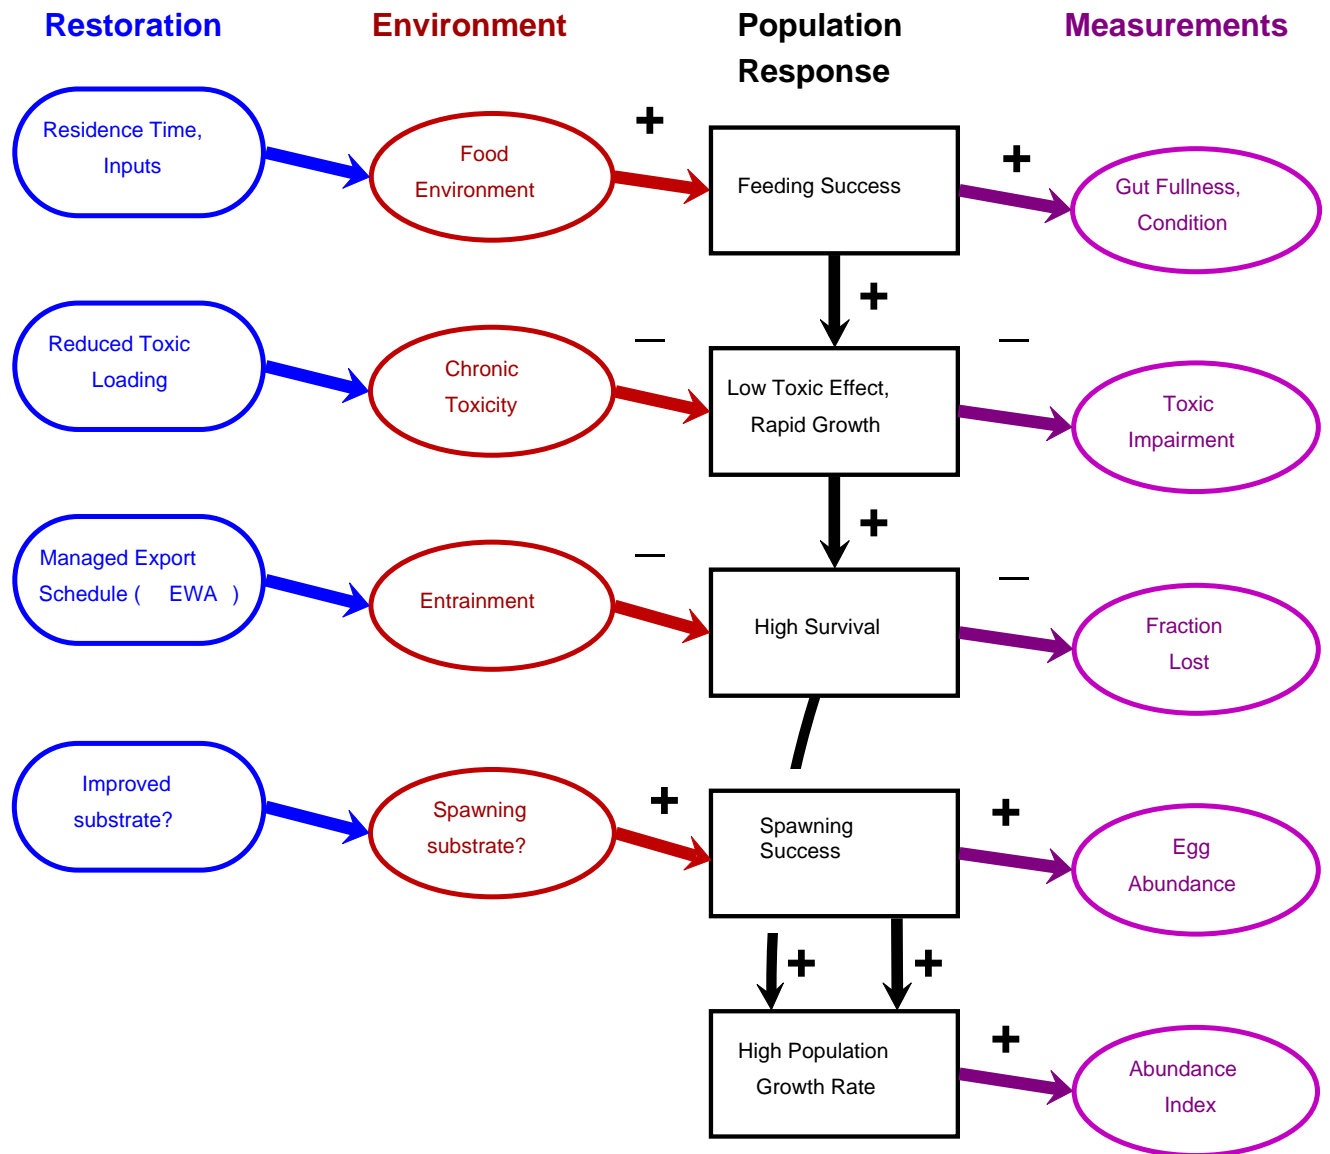 Restoration
Environment
Population
Response
Measurements
Residence Time,
Inputs
Food
Environment
+
Feeding Success
+
Gut Fullness,
Condition
+
Reduced Toxic
Loading
Chronic
Toxicity
–
Low Toxic Effect,
Rapid Growth
–
Toxic
Impairment
+
Managed Export
Schedule ( EWA )
Entrainment
–
High Survival
–
Fraction
Lost
Improved
substrate?
Spawning
substrate?
+
Spawning
Success
+
Egg
Abundance
+
+
High Population
Growth Rate
+
Abundance
Index